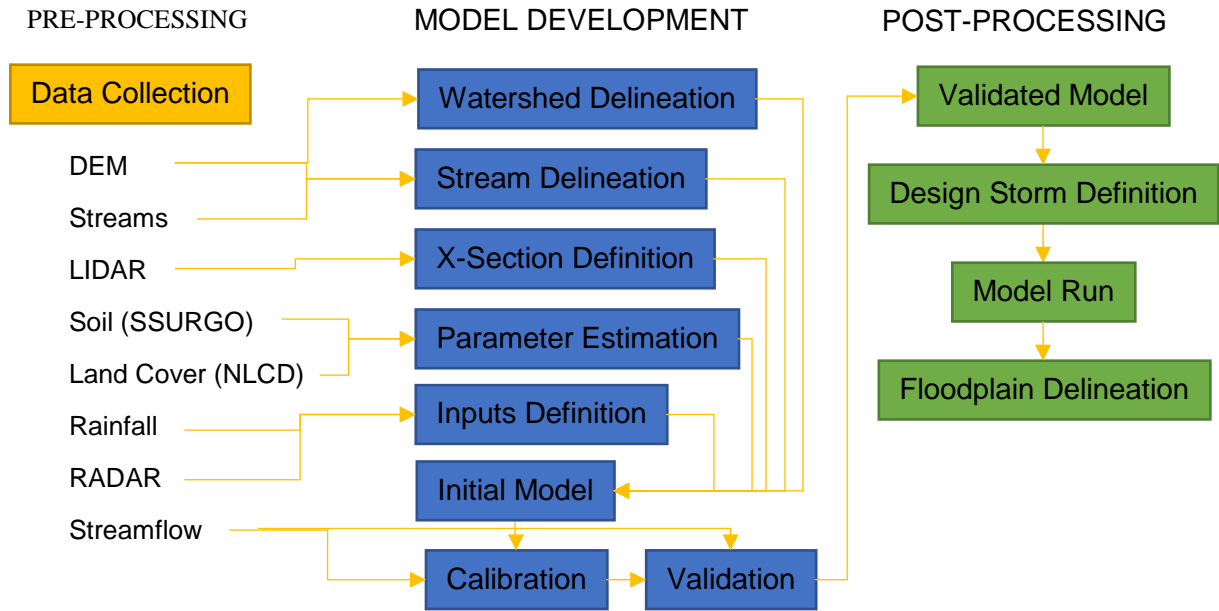 PRE-PROCESSING
Data Collection
DEM
Streams
LIDAR
Soil (SSURGO)
Land Cover (NLCD)
Rainfall
RADAR
Streamflow
MODEL DEVELOPMENT
Watershed Delineation
Stream Delineation
X-Section Definition
Parameter Estimation
Inputs Definition
Initial Model
Calibration
Validation
POST-PROCESSING
Validated Model
Design Storm Definition
Model Run
Floodplain Delineation